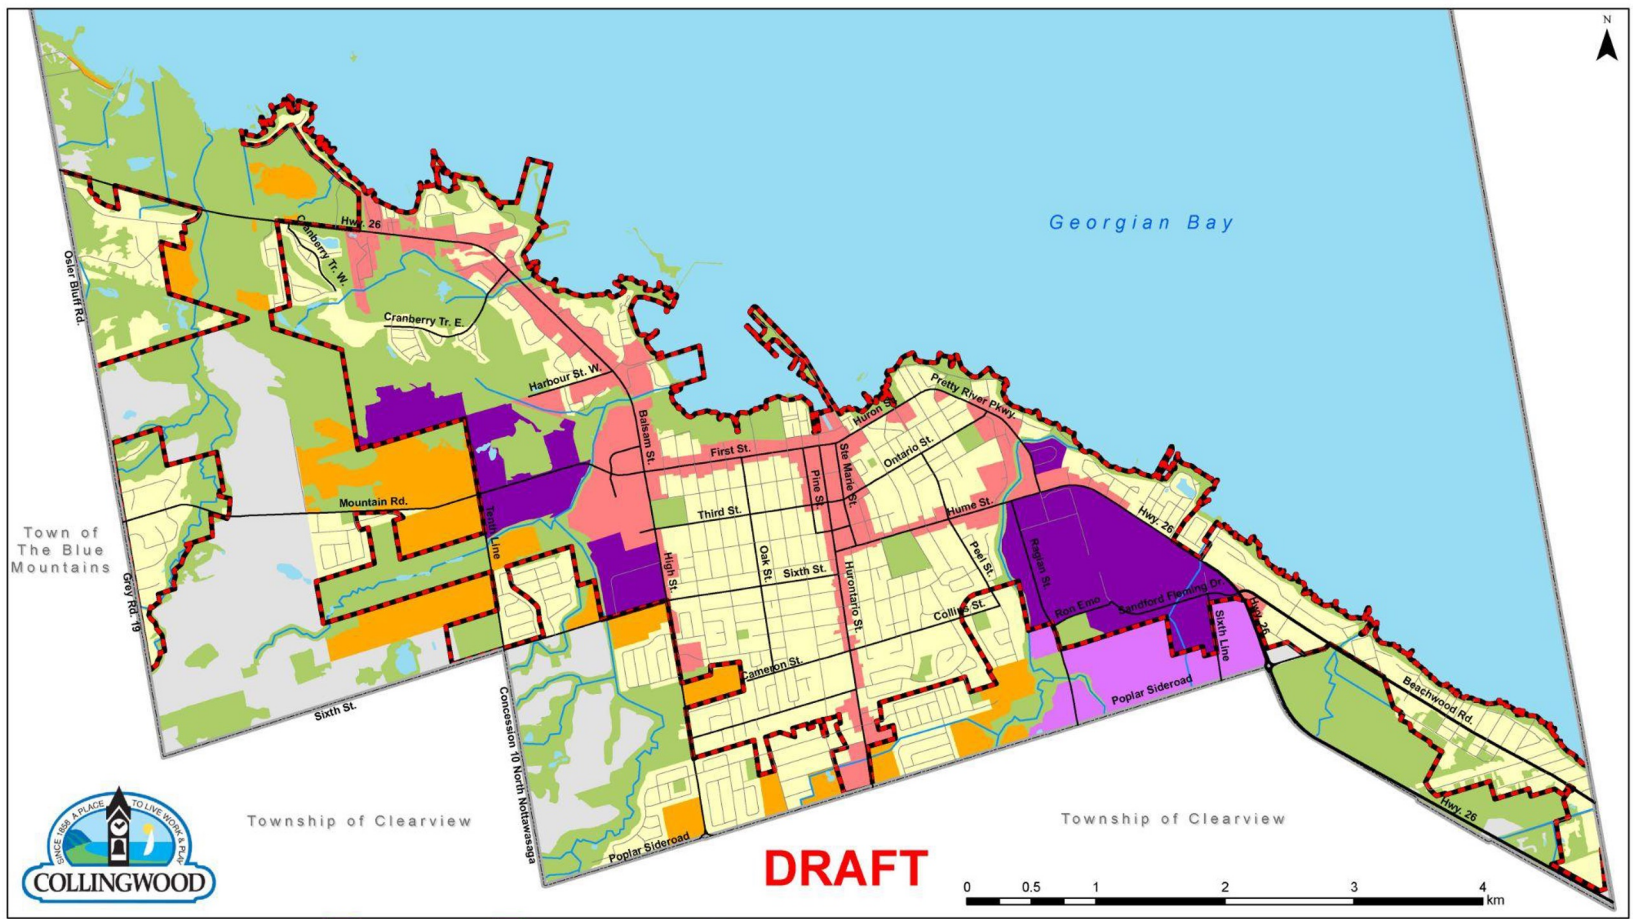 N
Georgian Bay
Hwy. 26
Cranberry Tr. W.
Osler Bluff Rd.
Cranberry Tr. E.
Harbour St. W.
Pretty River Pkwy.
Huron St.
Balsam St.
First St.
Ste Marie St.
Ontario St.
Pine St.
Mountain Rd.
Third St.
Hume St.
Hwy. 26
Tenth Line
Town of
The Blue
Mountains
Oak St.
Sixth St.
High St.
Hurontario St.
Peel St.
Raglan St.
Grey Rd. 19
Collins St.
Ron Emo
Sandford Fleming Dr.
Sixth Line
Hwy. 26
Cameron St.
Poplar Sideroad
Beachwood Rd.
Sixth St.
Concession 10 North Nottawasaga
Township of Clearview
Township of Clearview
Hwy. 26
Poplar Sideroad
SINCE 1858 A PLACE TO LIVE WORK & PLAY
COLLINGWOOD
DRAFT
0 0.5 1 2 3 4
km